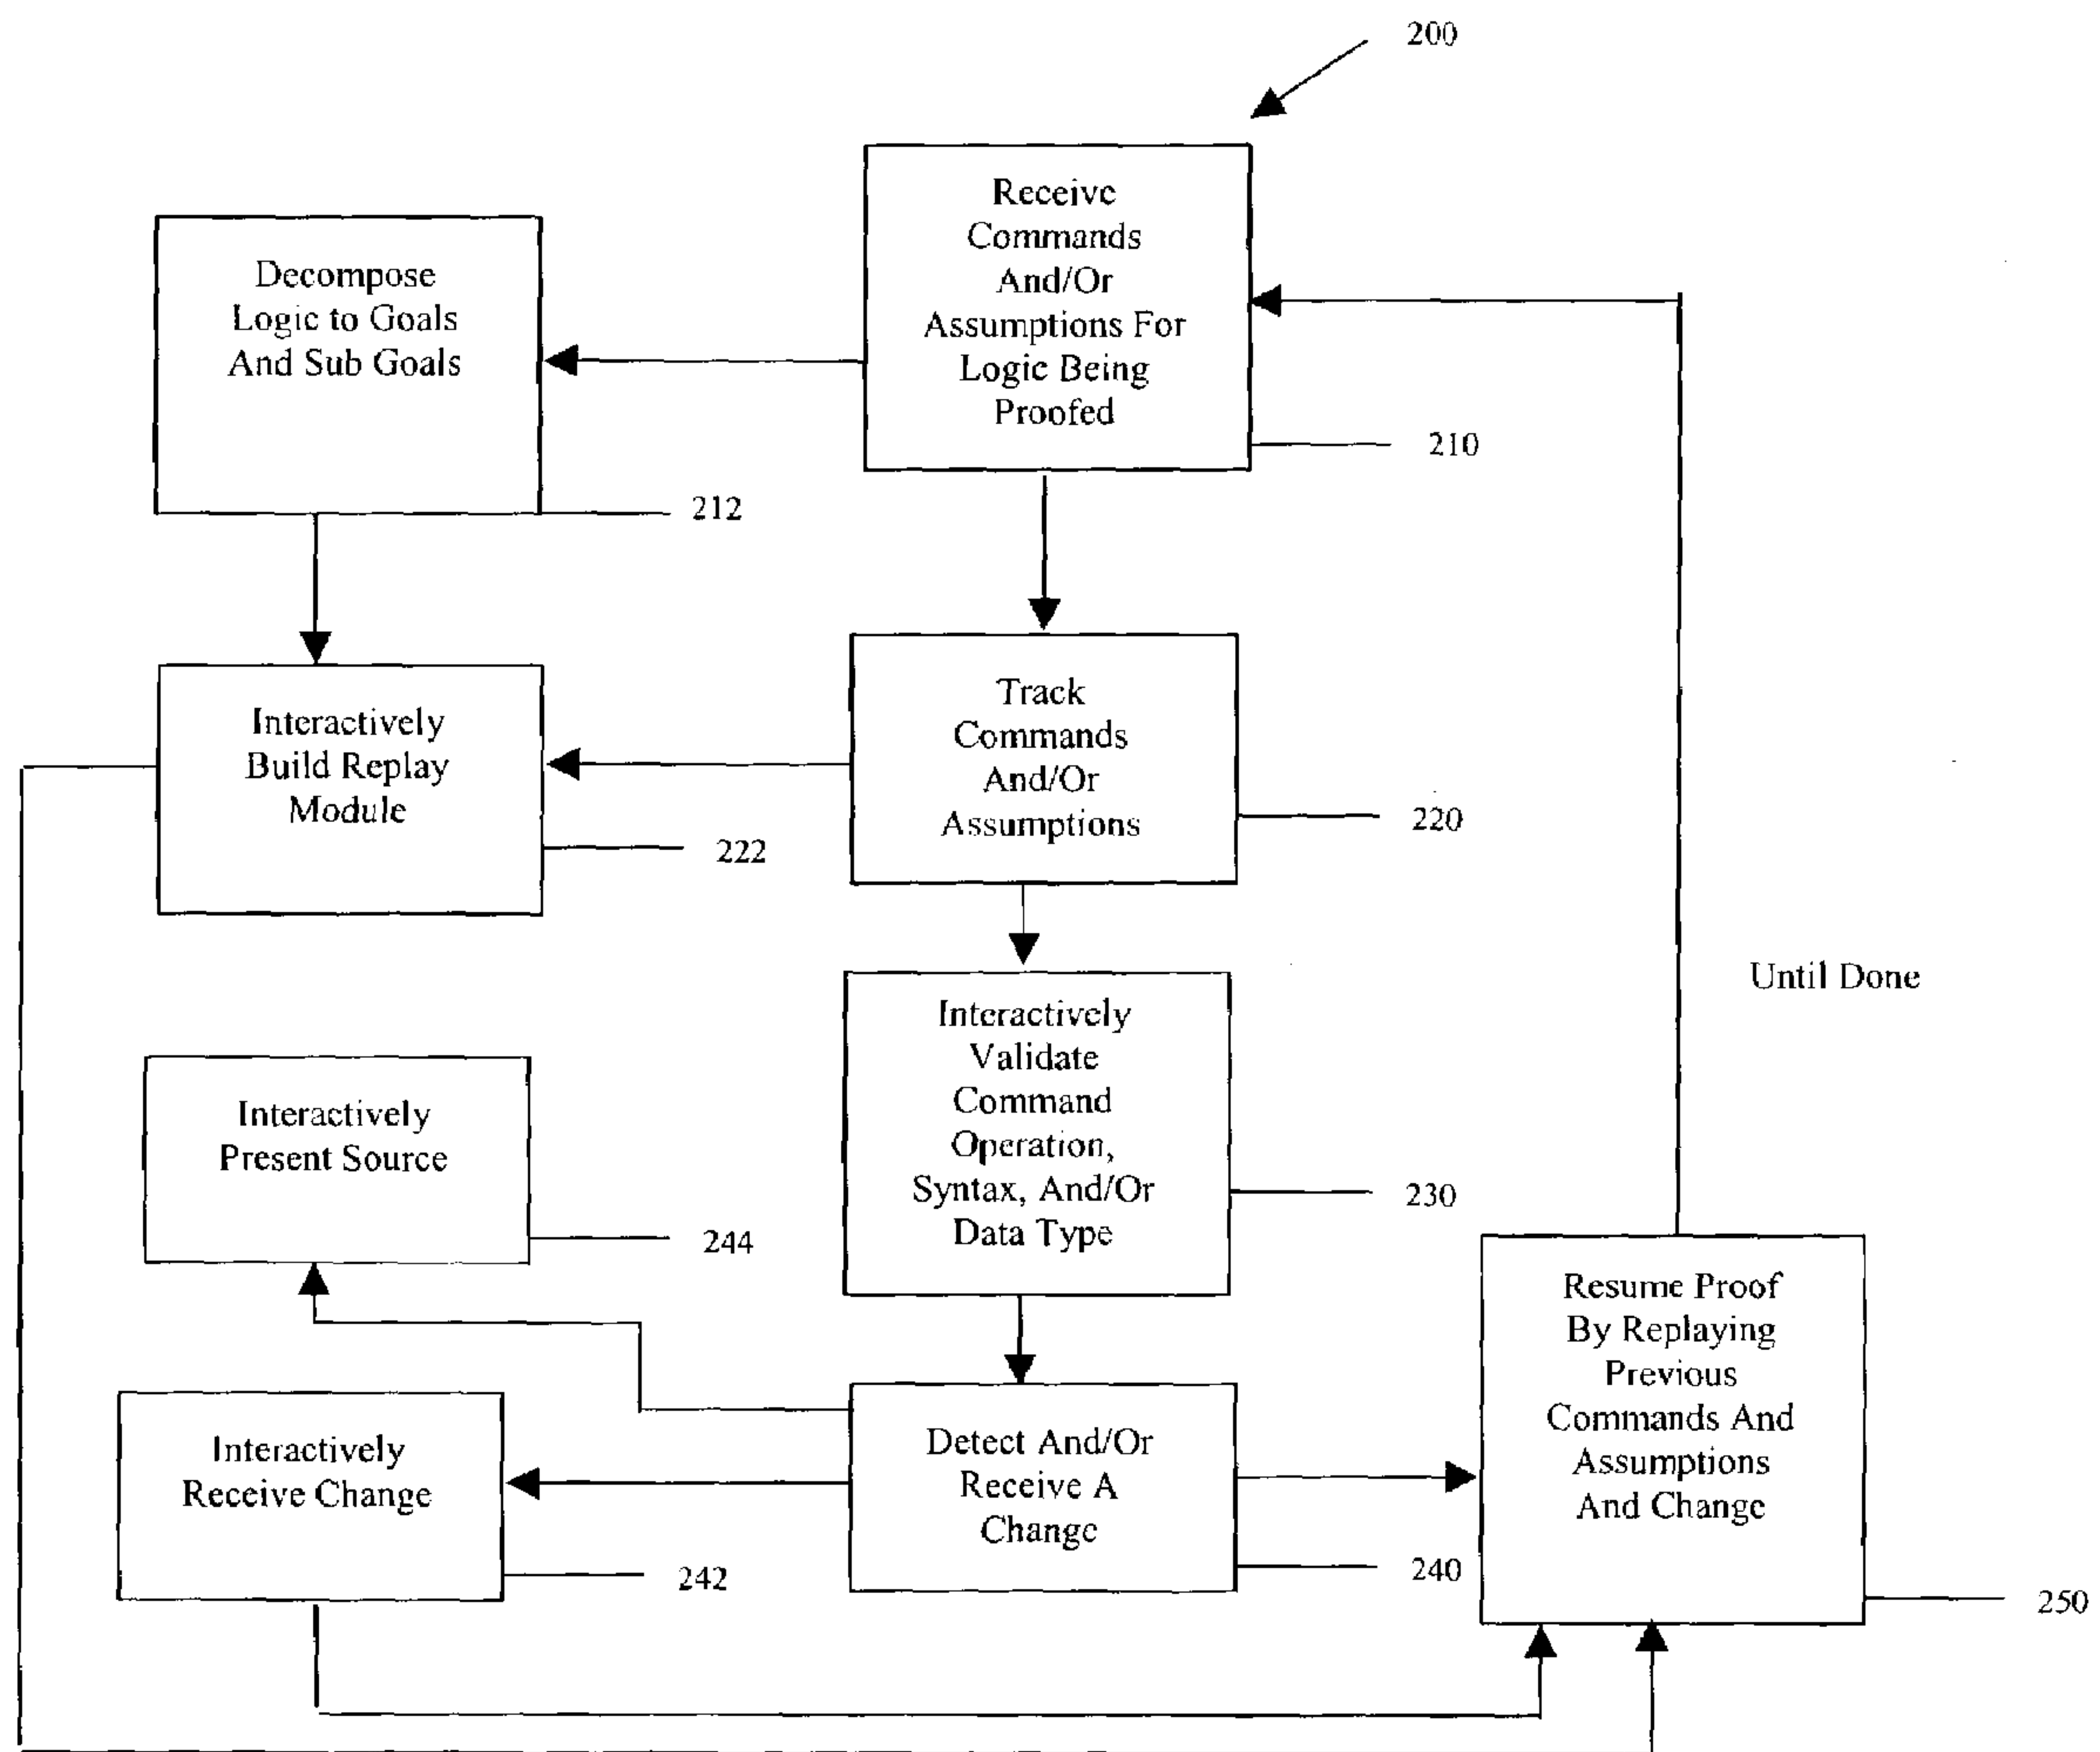 200
Receive
Commands
And/Or
Assumptions For
Logic Being
Proofed
210
Decompose
Logic to Goals
And Sub Goals
212
Track
Commands
And/Or
Assumptions
220
Interactively
Build Replay
Module
222
Until Done
Interactively
Validate
Command
Operation,
Syntax, And/Or
Data Type
230
Interactively
Present Source
244
Resume Proof
By Replaying
Previous
Commands And
Assumptions
And Change
250
Detect And/Or
Receive A
Change
240
Interactively
Receive Change
242